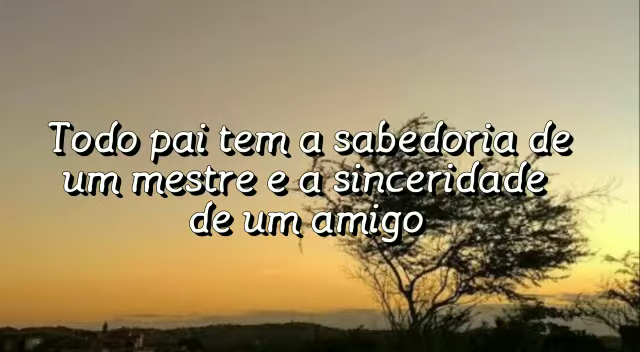 Todo pai tem a sabedoria de
um mestre e a sinceridade
de um amigo